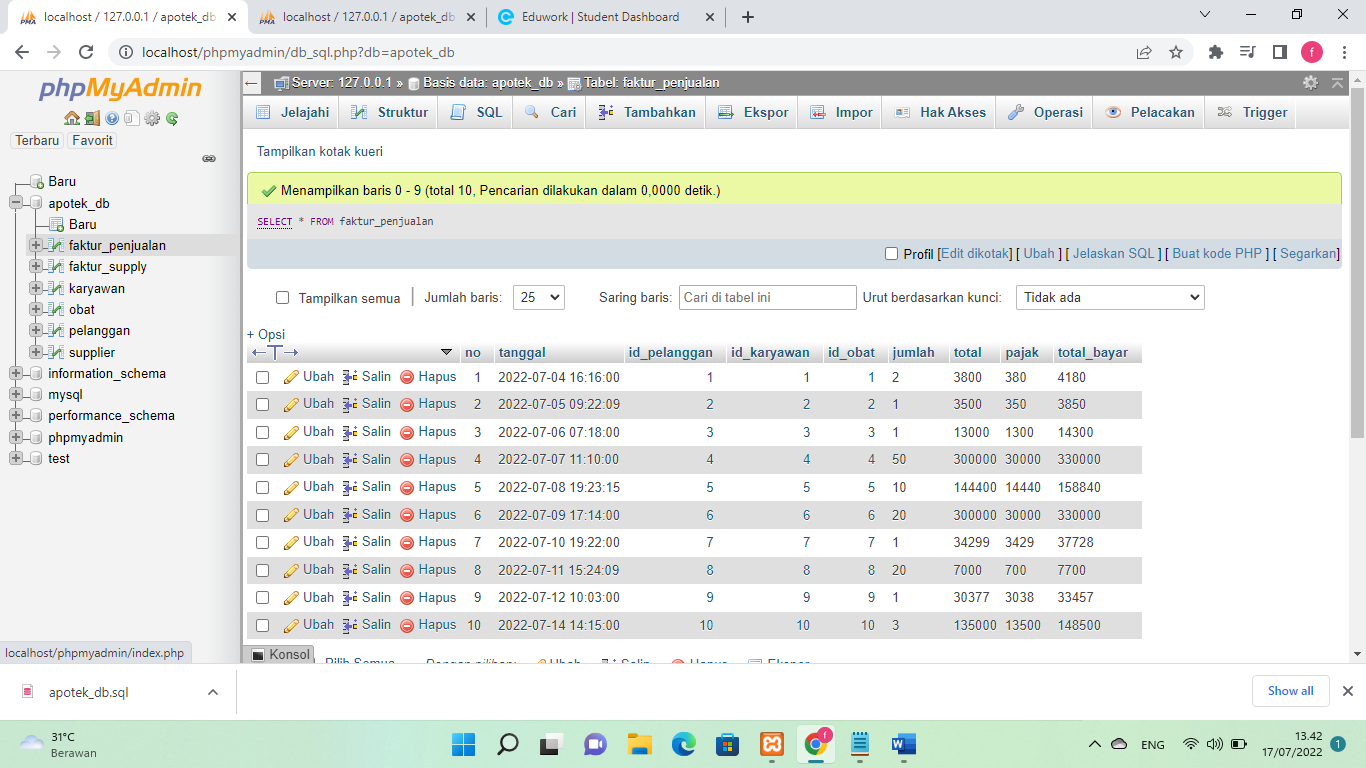 localhost / 127.0.0.1 / apotek_db
localhost / 127.0.0.1 / apotek_db
Eduwork | Student Dashboard
localhost/phpmyadmin/db_sql.php?db=apotek_db
f
phpMyAdmin
Terbaru Favorit
Baru
apotek_db
Baru
faktur_penjualan
faktur_supply
karyawan
obat
pelanggan
supplier
information_schema
mysql
performance_schema
phpmyadmin
test
localhost/phpmyadmin/index.php
Server: 127.0.0.1 » Basis data: apotek_db » Tabel: faktur_penjualan
Jelajahi Struktur SQL Cari Tambahkan Ekspor Impor Hak Akses Operasi Pelacakan Trigger
Tampilkan kotak kueri
Menampilkan baris 0 - 9 (total 10, Pencarian dilakukan dalam 0,0000 detik.)
SELECT * FROM faktur_penjualan
Profil [Edit dikotak] [ Ubah ] [ Jelaskan SQL ] [ Buat kode PHP ] [ Segarkan]
Tampilkan semua | Jumlah baris: 25 Saring baris: Cari di tabel ini Urut berdasarkan kunci: Tidak ada
+ Opsi
←T→ no tanggal id_pelanggan id_karyawan id_obat jumlah total pajak total_bayar
Ubah Salin Hapus 1 2022-07-04 16:16:00 1 1 1 2 3800 380 4180
Ubah Salin Hapus 2 2022-07-05 09:22:09 2 2 2 1 3500 350 3850
Ubah Salin Hapus 3 2022-07-06 07:18:00 3 3 3 1 13000 1300 14300
Ubah Salin Hapus 4 2022-07-07 11:10:00 4 4 4 50 300000 30000 330000
Ubah Salin Hapus 5 2022-07-08 19:23:15 5 5 5 10 144400 14440 158840
Ubah Salin Hapus 6 2022-07-09 17:14:00 6 6 6 20 300000 30000 330000
Ubah Salin Hapus 7 2022-07-10 19:22:00 7 7 7 1 34299 3429 37728
Ubah Salin Hapus 8 2022-07-11 15:24:09 8 8 8 20 7000 700 7700
Ubah Salin Hapus 9 2022-07-12 10:03:00 9 9 9 1 30377 3038 33457
Ubah Salin Hapus 10 2022-07-14 14:15:00 10 10 10 3 135000 13500 148500
Konsol Pilih Semua Dengan pilihan: Ubah Salin Hapus Ekspor
apotek_db.sql
Show all
31°C
Berawan
ENG
13.42
17/07/2022
1